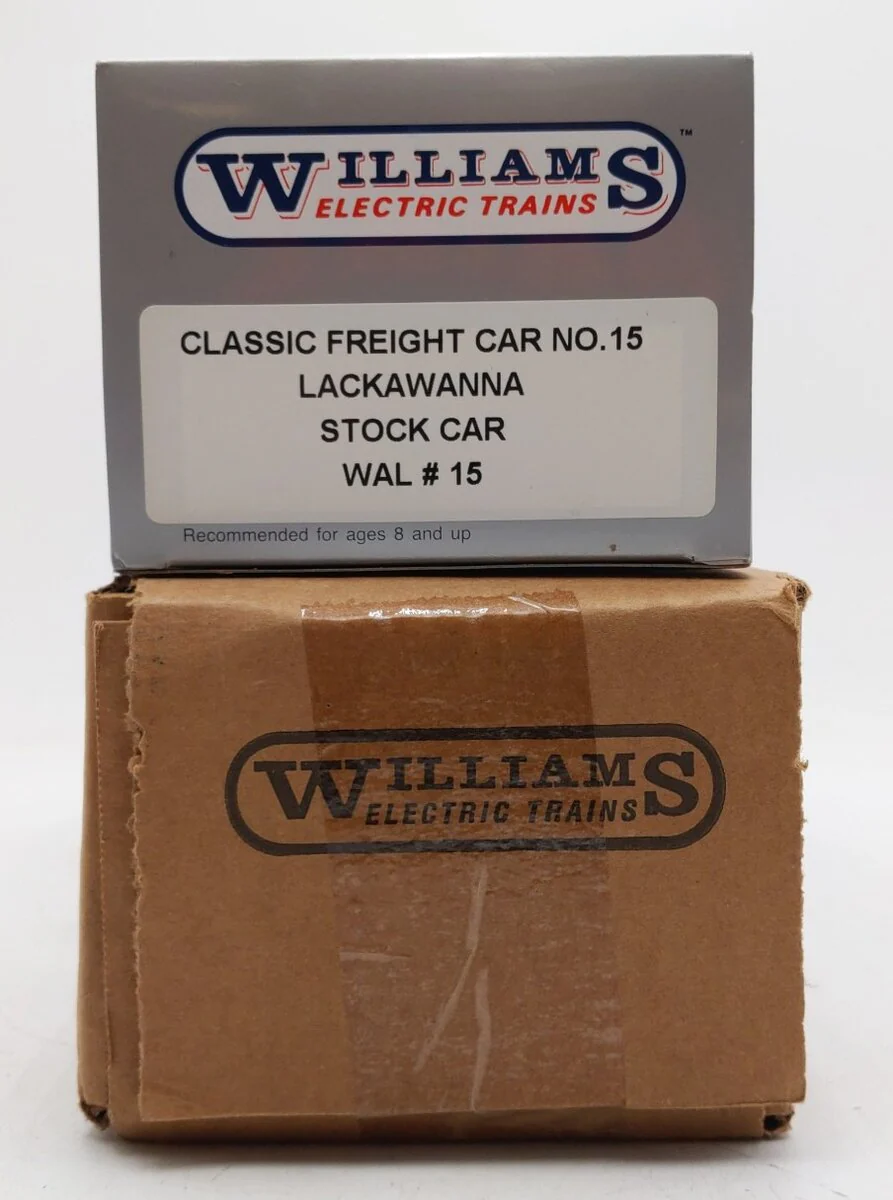 WILLIAMS™
ELECTRIC TRAINS
CLASSIC FREIGHT CAR NO.15
LACKAWANNA
STOCK CAR
WAL # 15
Recommended for ages 8 and up
WILLIAMS
ELECTRIC TRAINS